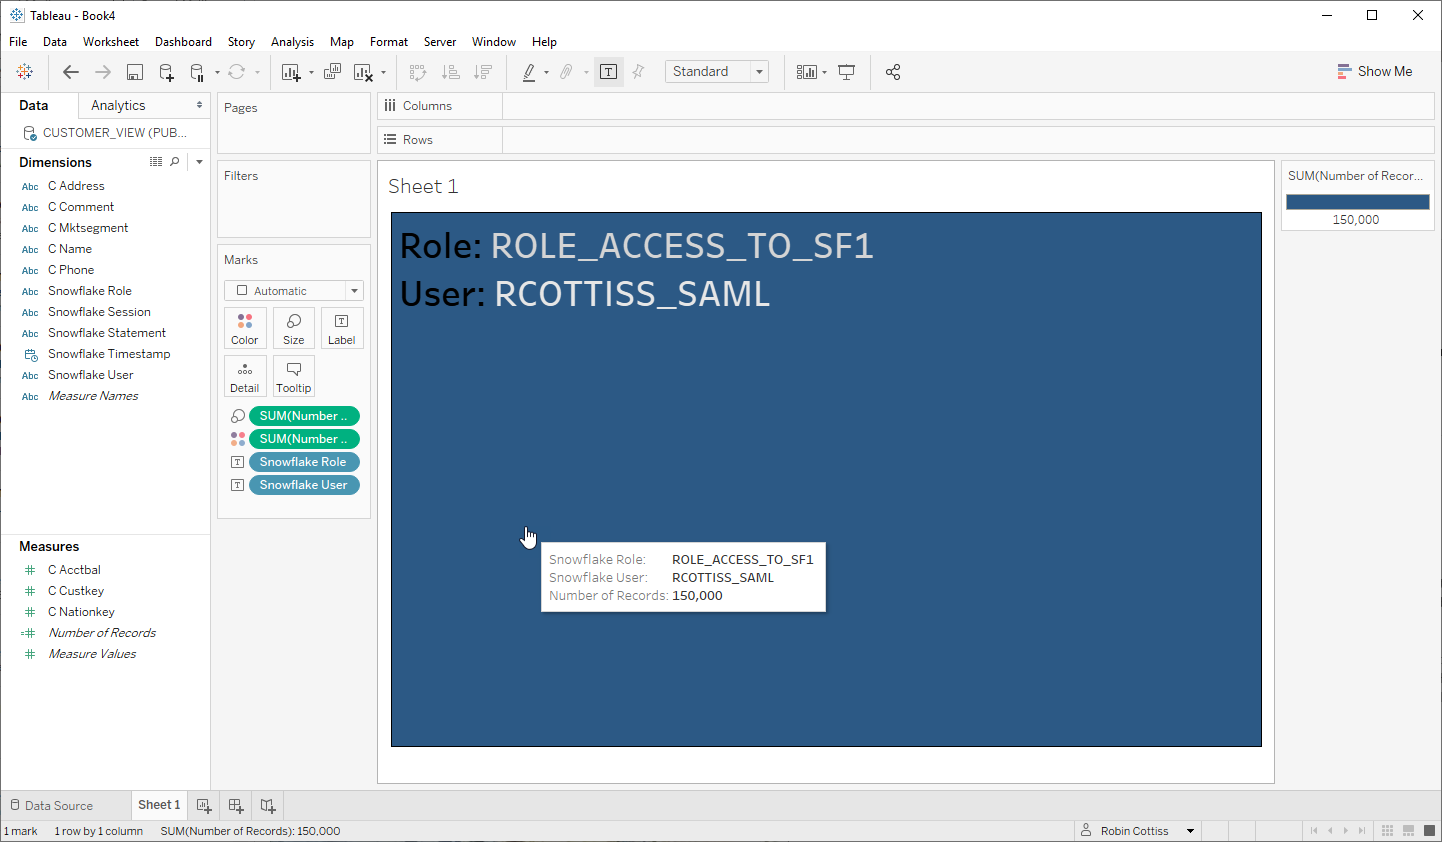 Tableau - Book4
File Data Worksheet Dashboard Story Analysis Map Format Server Window Help
Standard
Show Me
Data
Analytics
CUSTOMER_VIEW (PUB...
Dimensions
Abc C Address
Abc C Comment
Abc C Mktsegment
Abc C Name
Abc C Phone
Abc Snowflake Role
Abc Snowflake Session
Abc Snowflake Statement
Snowflake Timestamp
Abc Snowflake User
Abc Measure Names
Measures
# C Acctbal
# C Custkey
# C Nationkey
=# Number of Records
# Measure Values
Pages
Filters
Marks
Automatic
Color Size Label
Detail Tooltip
SUM(Number ..
SUM(Number ..
Snowflake Role
Snowflake User
Columns
Rows
Sheet 1
Role: ROLE_ACCESS_TO_SF1
User: RCOTTISS_SAML
Snowflake Role: ROLE_ACCESS_TO_SF1
Snowflake User: RCOTTISS_SAML
Number of Records: 150,000
SUM(Number of Recor...
150,000
Data Source
Sheet 1
1 mark 1 row by 1 column SUM(Number of Records): 150,000
Robin Cottiss